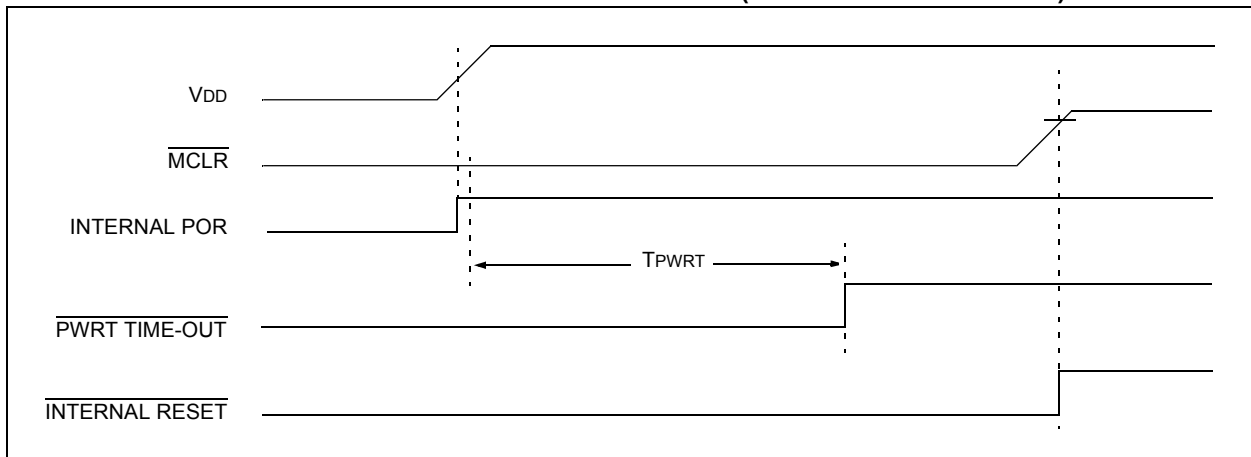 VDD
MCLR
INTERNAL POR
TPWRT
PWRT TIME-OUT
INTERNAL RESET